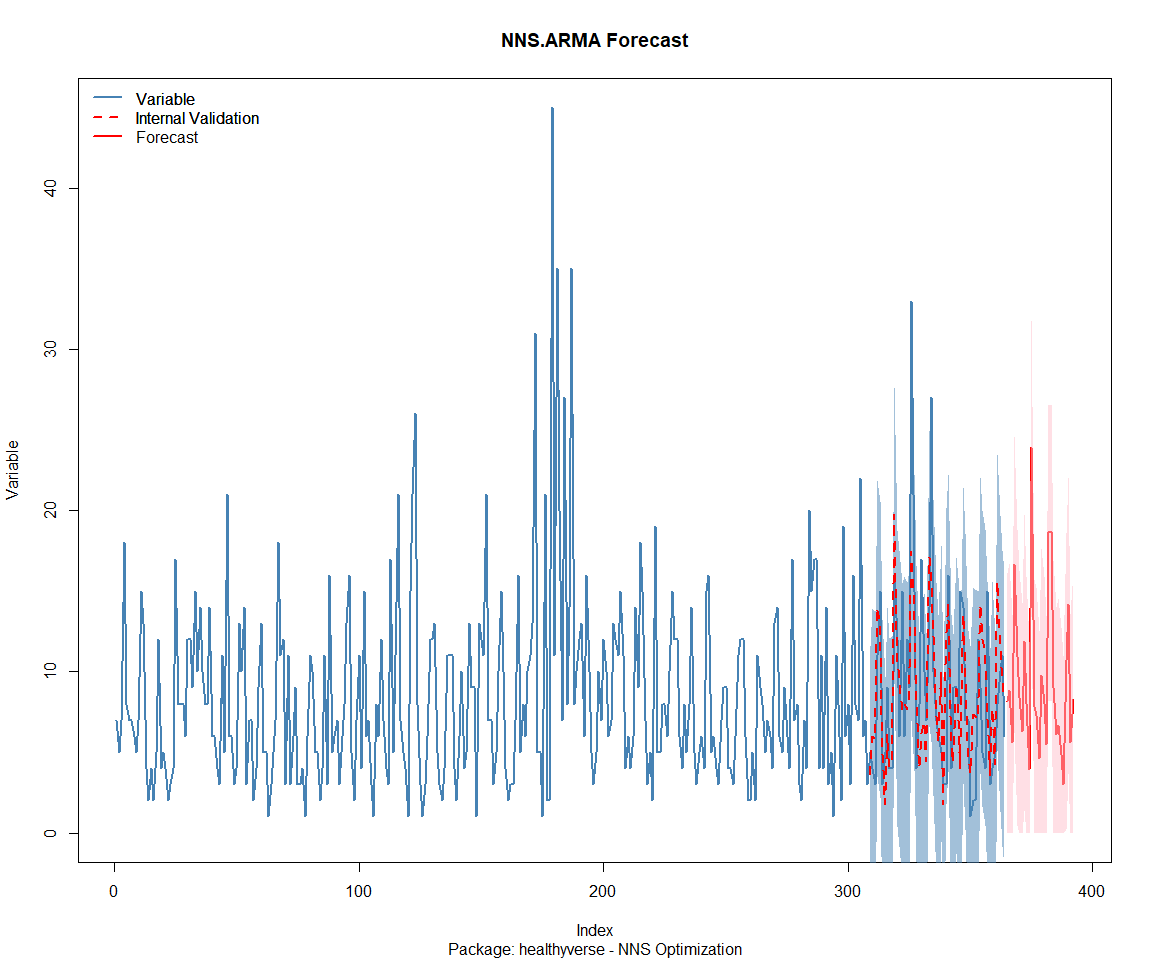 NNS.ARMA Forecast
Variable
Internal Validation
Forecast
Variable
40
30
20
10
0
0
100
200
300
400
Index
Package: healthyverse - NNS Optimization